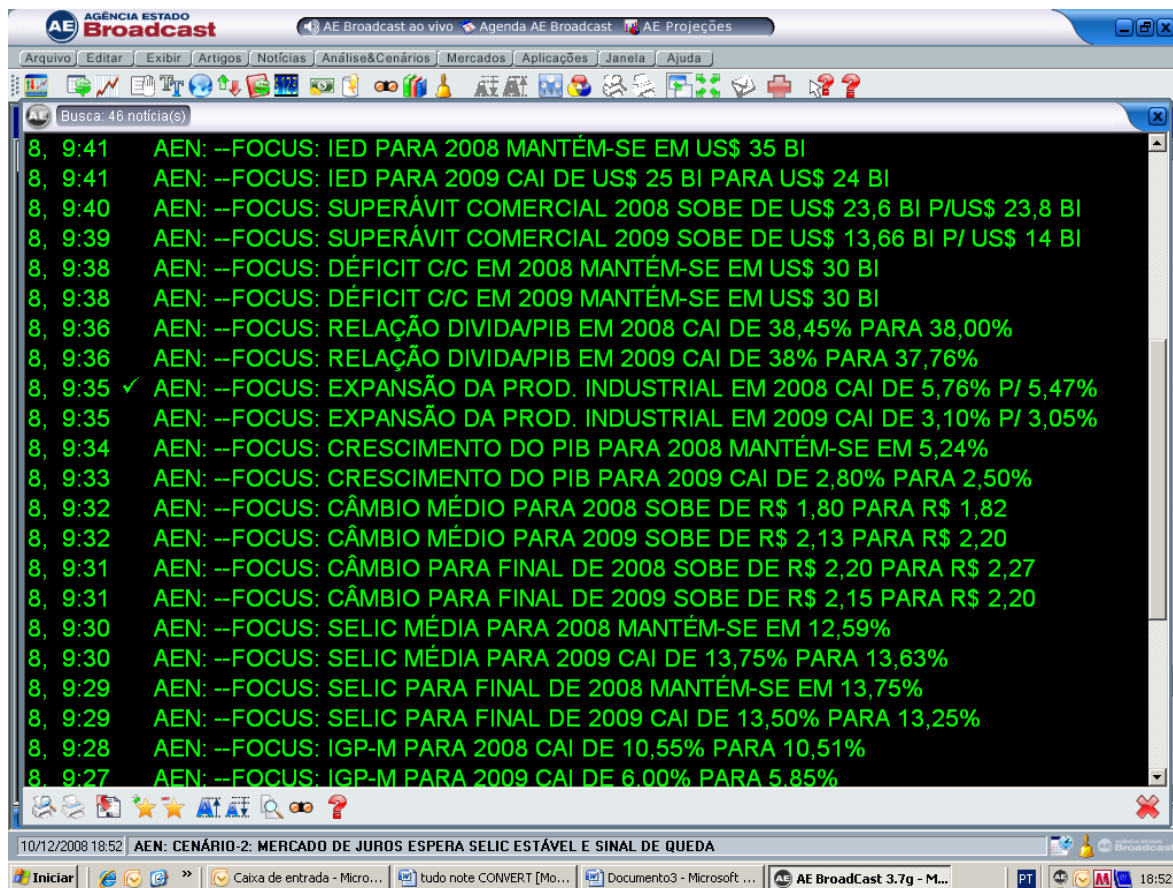 AE AGÊNCIA ESTADO
Broadcast
AE Broadcast ao vivo Agenda AE Broadcast AE Projeções
Arquivo Editar Exibir Artigos Notícias Análise&Cenários Mercados Aplicações Janela Ajuda
AE Busca: 46 notícia(s)
8, 9:41 AEN: --FOCUS: IED PARA 2008 MANTÉM-SE EM US$ 35 BI
8, 9:41 AEN: --FOCUS: IED PARA 2009 CAI DE US$ 25 BI PARA US$ 24 BI
8, 9:40 AEN: --FOCUS: SUPERÁVIT COMERCIAL 2008 SOBE DE US$ 23,6 BI P/US$ 23,8 BI
8, 9:39 AEN: --FOCUS: SUPERÁVIT COMERCIAL 2009 SOBE DE US$ 13,66 BI P/ US$ 14 BI
8, 9:38 AEN: --FOCUS: DÉFICIT C/C EM 2008 MANTÉM-SE EM US$ 30 BI
8, 9:38 AEN: --FOCUS: DÉFICIT C/C EM 2009 MANTÉM-SE EM US$ 30 BI
8, 9:36 AEN: --FOCUS: RELAÇÃO DIVIDA/PIB EM 2008 CAI DE 38,45% PARA 38,00%
8, 9:36 AEN: --FOCUS: RELAÇÃO DIVIDA/PIB EM 2009 CAI DE 38% PARA 37,76%
8, 9:35 ✓ AEN: --FOCUS: EXPANSÃO DA PROD. INDUSTRIAL EM 2008 CAI DE 5,76% P/ 5,47%
8, 9:35 AEN: --FOCUS: EXPANSÃO DA PROD. INDUSTRIAL EM 2009 CAI DE 3,10% P/ 3,05%
8, 9:34 AEN: --FOCUS: CRESCIMENTO DO PIB PARA 2008 MANTÉM-SE EM 5,24%
8, 9:33 AEN: --FOCUS: CRESCIMENTO DO PIB PARA 2009 CAI DE 2,80% PARA 2,50%
8, 9:32 AEN: --FOCUS: CÂMBIO MÉDIO PARA 2008 SOBE DE R$ 1,80 PARA R$ 1,82
8, 9:32 AEN: --FOCUS: CÂMBIO MÉDIO PARA 2009 SOBE DE R$ 2,13 PARA R$ 2,20
8, 9:31 AEN: --FOCUS: CÂMBIO PARA FINAL DE 2008 SOBE DE R$ 2,20 PARA R$ 2,27
8, 9:31 AEN: --FOCUS: CÂMBIO PARA FINAL DE 2009 SOBE DE R$ 2,15 PARA R$ 2,20
8, 9:30 AEN: --FOCUS: SELIC MÉDIA PARA 2008 MANTÉM-SE EM 12,59%
8, 9:30 AEN: --FOCUS: SELIC MÉDIA PARA 2009 CAI DE 13,75% PARA 13,63%
8, 9:29 AEN: --FOCUS: SELIC PARA FINAL DE 2008 MANTÉM-SE EM 13,75%
8, 9:29 AEN: --FOCUS: SELIC PARA FINAL DE 2009 CAI DE 13,50% PARA 13,25%
8, 9:28 AEN: --FOCUS: IGP-M PARA 2008 CAI DE 10,55% PARA 10,51%
8, 9:27 AEN: --FOCUS: IGP-M PARA 2009 CAI DE 6,00% PARA 5,85%
10/12/2008 18:52 AEN: CENÁRIO-2: MERCADO DE JUROS ESPERA SELIC ESTÁVEL E SINAL DE QUEDA
Iniciar Caixa de entrada - Micro... tudo note CONVERT [Mo... Documento3 - Microsoft ... AE BroadCast 3.7g - M... PT 18:52